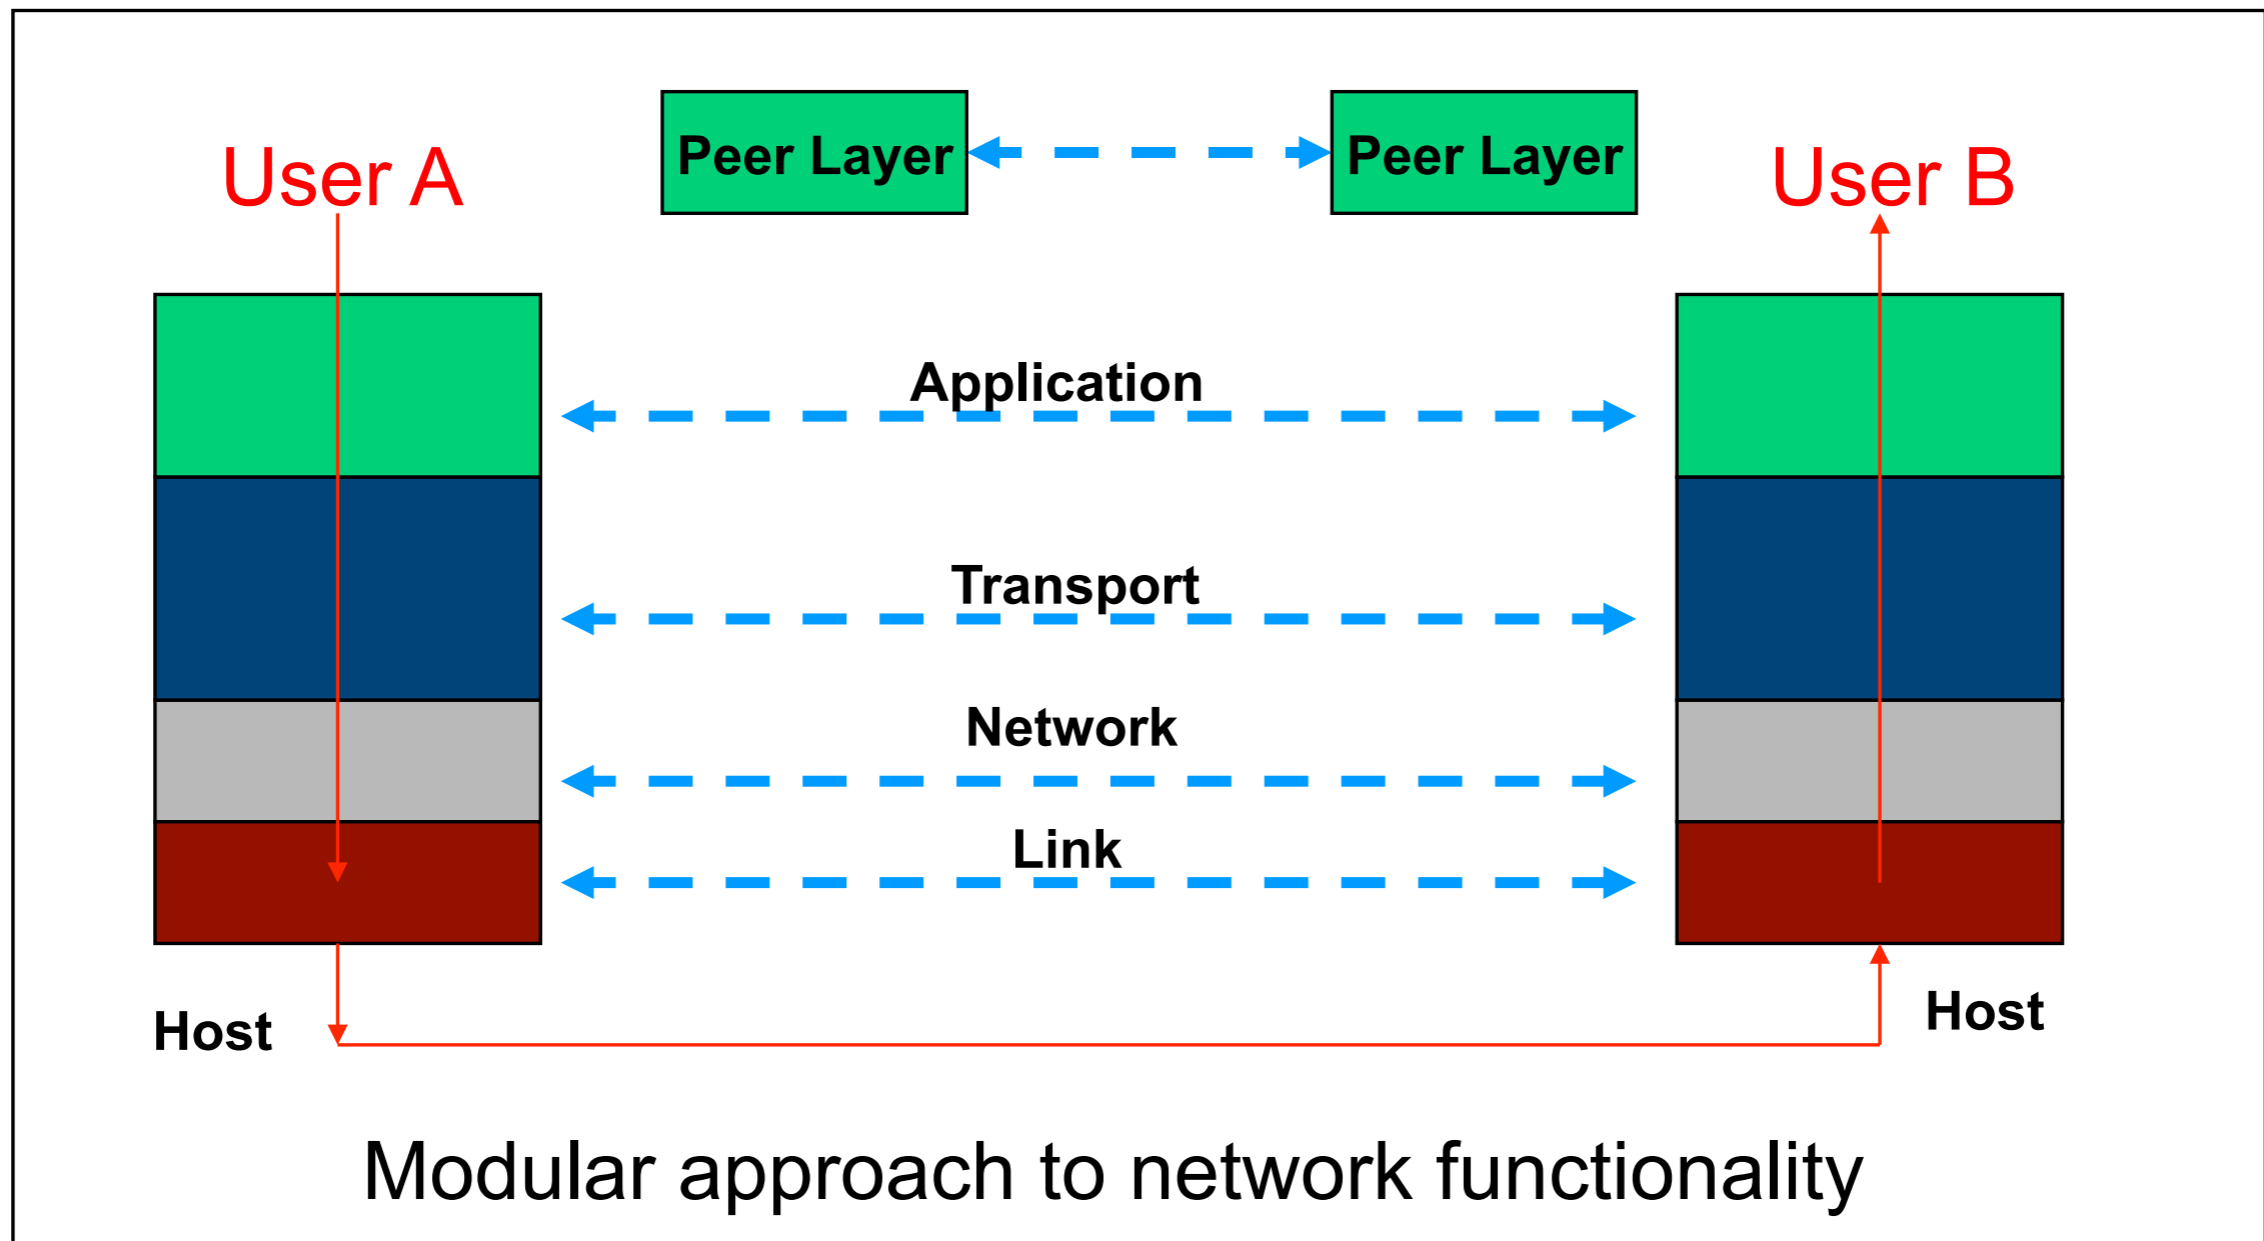 Peer Layer
Peer Layer
User A
User B
Application
Transport
Network
Link
Host
Host
Modular approach to network functionality